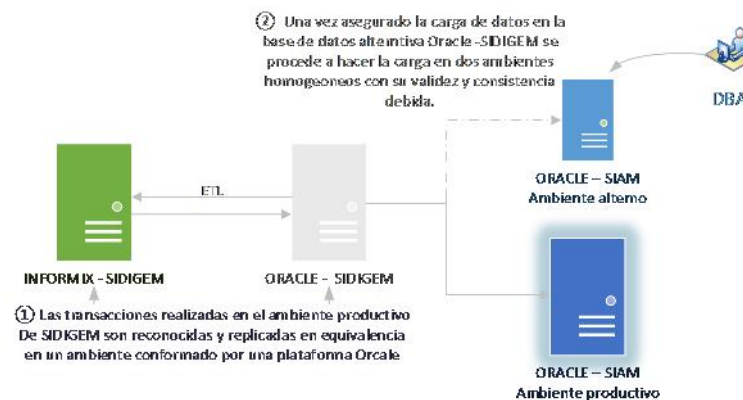 ② Una vez asegurado la carga de datos en la
base de datos alteintiva Oracle -SIDIGEM se
procede a hacer la carga en dos ambientes
homogeoneos con su validez y consistencia
debida.
DBA
ORACLE – SIAM
Ambiente alterno
ETL
INFORMIX - SIDIGEM
ORACLE - SIDIGEM
① Las transacciones realizadas en el ambiente productivo
De SIDIGEM son reconocidas y replicadas en equivalencia
en un ambiente conformado por una plataforma Orcale
ORACLE – SIAM
Ambiente productivo